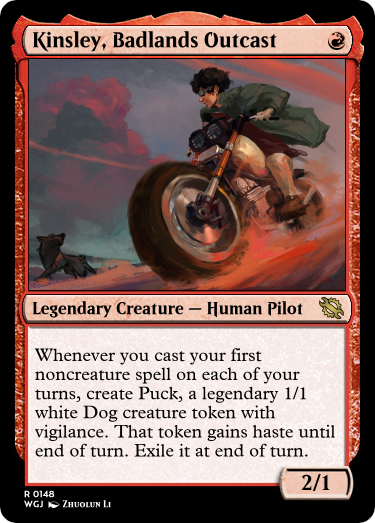 Kinsley, Badlands Outcast
Legendary Creature — Human Pilot
Whenever you cast your first
noncreature spell on each of your
turns, create Puck, a legendary 1/1
white Dog creature token with
vigilance. That token gains haste until
end of turn. Exile it at end of turn.
2/1
R 0148
WGJ Zhuolun Li